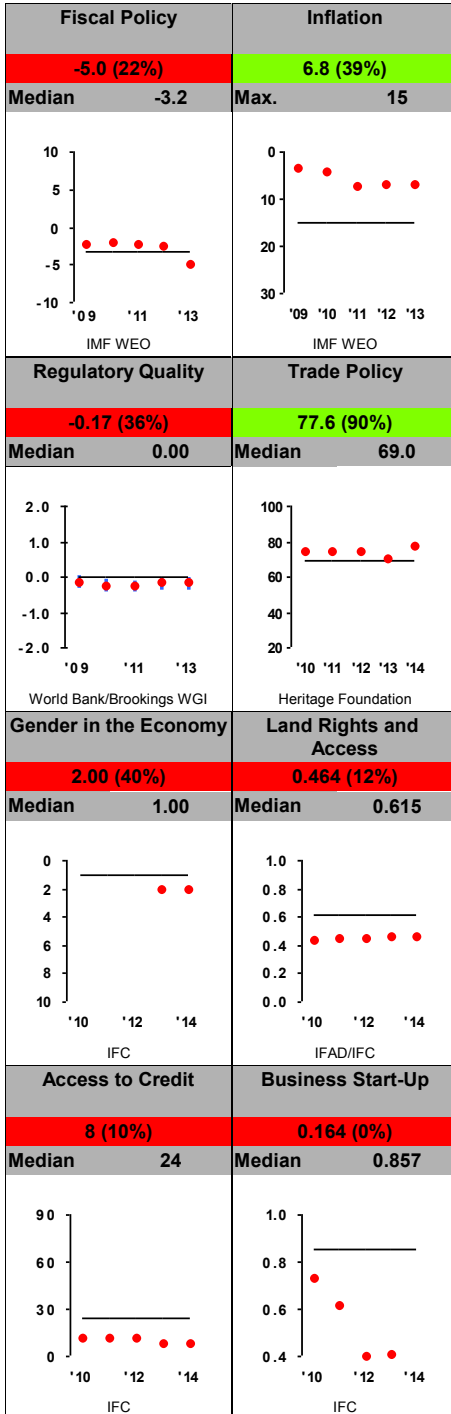 Fiscal Policy
-5.0 (22%)
Median -3.2
10
5
0
-5
-10
'09 '11 '13
IMF WEO
Inflation
6.8 (39%)
Max. 15
0
10
20
30
'09 '10 '11 '12 '13
IMF WEO
Regulatory Quality
-0.17 (36%)
Median 0.00
2.0
1.0
0.0
-1.0
-2.0
'09 '11 '13
World Bank/Brookings WGI
Trade Policy
77.6 (90%)
Median 69.0
100
80
60
40
20
'10 '11 '12 '13 '14
Heritage Foundation
Gender in the Economy
2.00 (40%)
Median 1.00
0
2
4
6
8
10
'10 '12 '14
IFC
Land Rights and
Access
0.464 (12%)
Median 0.615
1.0
0.8
0.6
0.4
0.2
0.0
'10 '12 '14
IFAD/IFC
Access to Credit
8 (10%)
Median 24
90
60
30
0
'10 '12 '14
IFC
Business Start-Up
0.164 (0%)
Median 0.857
1.0
0.8
0.6
0.4
'10 '12 '14
IFC